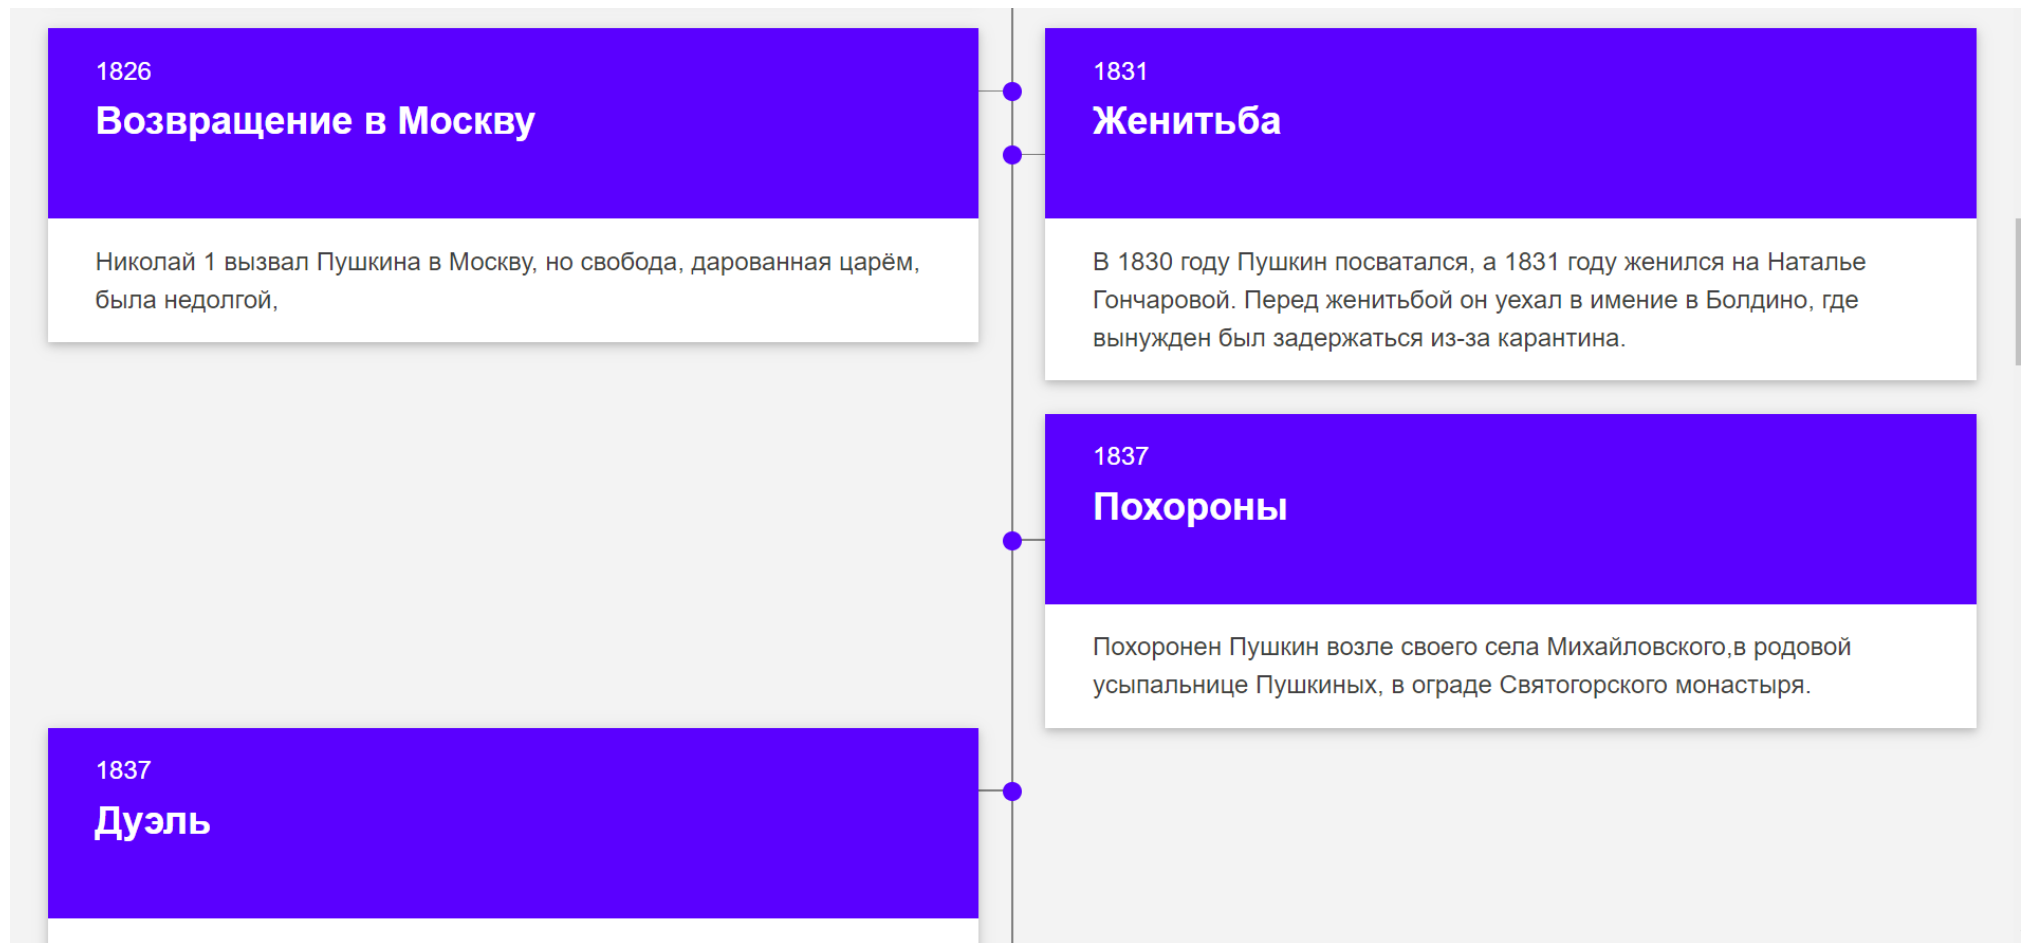 1826
Возвращение в Москву
Николай 1 вызвал Пушкина в Москву, но свобода, дарованная царём,
была недолгой,
1831
Женитьба
В 1830 году Пушкин посватался, а 1831 году женился на Наталье
Гончаровой. Перед женитьбой он уехал в имение в Болдино, где
вынужден был задержаться из-за карантина.
1837
Похороны
Похоронен Пушкин возле своего села Михайловского,в родовой
усыпальнице Пушкиных, в ограде Святогорского монастыря.
1837
Дуэль